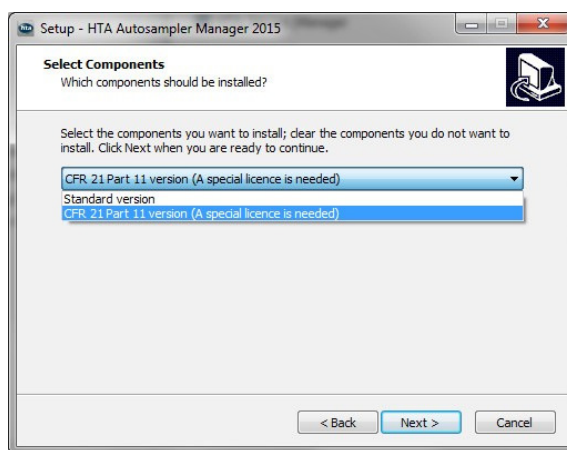 hta
Setup - HTA Autosampler Manager 2015
Select Components
Which components should be installed?
Select the components you want to install; clear the components you do not want to
install. Click Next when you are ready to continue.
CFR 21 Part 11 version (A special licence is needed)
Standard version
CFR 21 Part 11 version (A special licence is needed)
< Back
Next >
Cancel